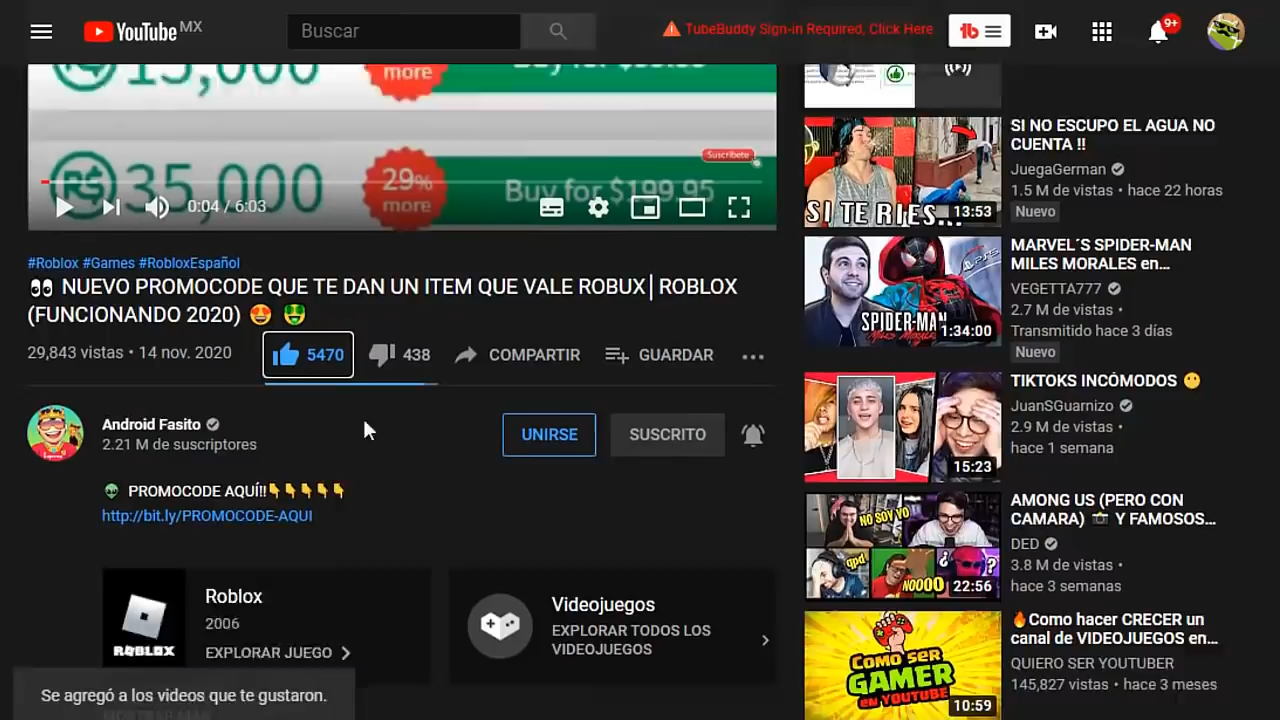 YouTube MX
Buscar
TubeBuddy Sign-in Required, Click Here
tb
9+
15,000
more
35,000
29%
more
Buy for $199.95
Suscríbete
0:04 / 6:03
#Roblox #Games #RobloxEspañol
👀 NUEVO PROMOCODE QUE TE DAN UN ITEM QUE VALE ROBUX│ROBLOX
(FUNCIONANDO 2020) 😍 🤑
29,843 vistas • 14 nov. 2020
5470
438
COMPARTIR
GUARDAR
Android Fasito
2.21 M de suscriptores
UNIRSE
SUSCRITO
👽 PROMOCODE AQUÍ!!👇👇👇👇👇
http://bit.ly/PROMOCODE-AQUI
ROBLOX
Roblox
2006
EXPLORAR JUEGO
Videojuegos
EXPLORAR TODOS LOS
VIDEOJUEGOS
Se agregó a los videos que te gustaron.
SI TE RIES...
13:53
SI NO ESCUPO EL AGUA NO
CUENTA !!
JuegaGerman
1.5 M de vistas • hace 22 horas
Nuevo
PS5
SPIDER-MAN
MILES MORALES
1:34:00
MARVEL´S SPIDER-MAN
MILES MORALES en...
VEGETTA777
2.7 M de vistas •
Transmitido hace 3 días
Nuevo
15:23
TIKTOKS INCÓMODOS 😬
JuanSGuarnizo
2.9 M de vistas •
hace 1 semana
NO SOY YO
¿
?
qpd
NOOOO
22:56
AMONG US (PERO CON
CAMARA) 📸 Y FAMOSOS...
DED
3.8 M de vistas •
hace 3 semanas
COMO SER
GAMER
EN YOUTUBE
10:59
🔥Como hacer CRECER un
canal de VIDEOJUEGOS en...
QUIERO SER YOUTUBER
145,827 vistas • hace 3 meses